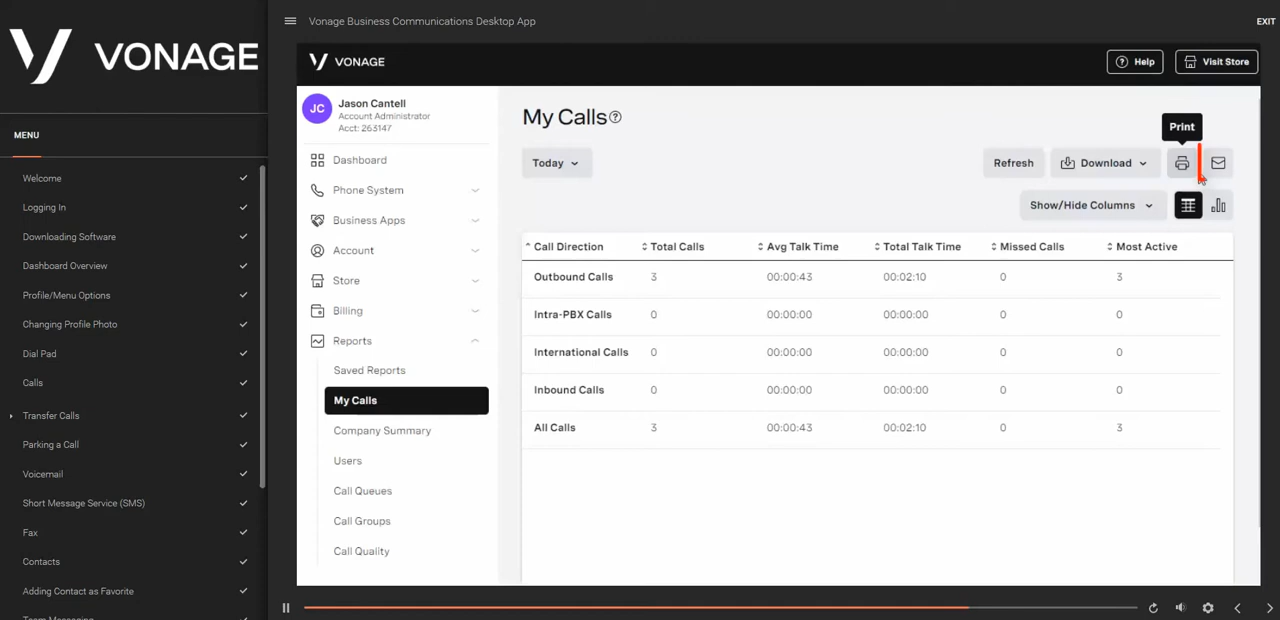 VONAGE
Vonage Business Communications Desktop App
EXIT
MENU
Welcome
Logging In
Downloading Software
Dashboard Overview
Profile/Menu Options
Changing Profile Photo
Dial Pad
Calls
Transfer Calls
Parking a Call
Voicemail
Short Message Service (SMS)
Fax
Contacts
Adding Contact as Favorite
Team Messaging
VONAGE
Help
Visit Store
JC
Jason Cantell
Account Administrator
Acct: 263147
Dashboard
Phone System
Business Apps
Account
Store
Billing
Reports
Saved Reports
My Calls
Company Summary
Users
Call Queues
Call Groups
Call Quality
My Calls
Print
Today
Refresh
Download
Show/Hide Columns
Call Direction Total Calls Avg Talk Time Total Talk Time Missed Calls Most Active
Outbound Calls 3 00:00:43 00:02:10 0 3
Intra-PBX Calls 0 00:00:00 00:00:00 0 0
International Calls 0 00:00:00 00:00:00 0 0
Inbound Calls 0 00:00:00 00:00:00 0 0
All Calls 3 00:00:43 00:02:10 0 3